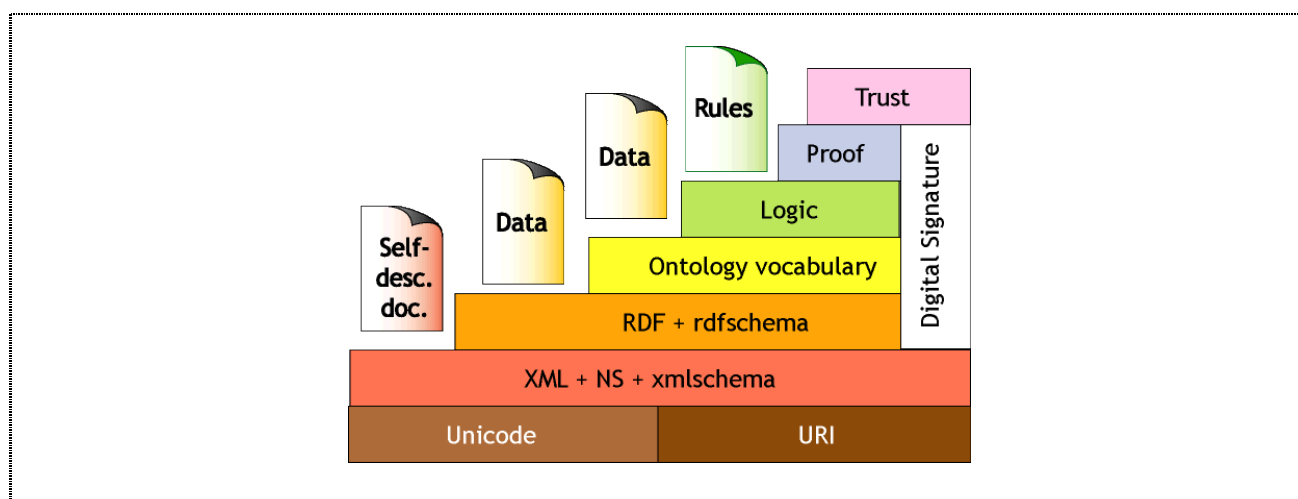 Rules
Trust
Data
Proof
Data
Logic
Self-
desc.
doc.
Ontology vocabulary
Digital Signature
RDF + rdfschema
XML + NS + xmlschema
Unicode
URI